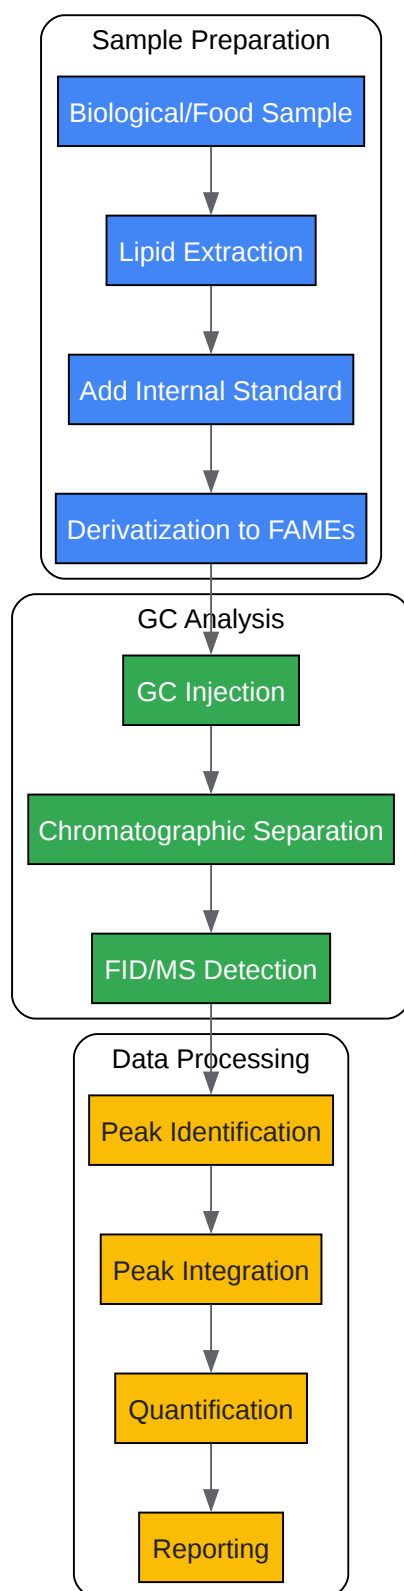 Sample Preparation
Biological/Food Sample
Lipid Extraction
Add Internal Standard
Derivatization to FAMEs
GC Analysis
GC Injection
Chromatographic Separation
FID/MS Detection
Data Processing
Peak Identification
Peak Integration
Quantification
Reporting